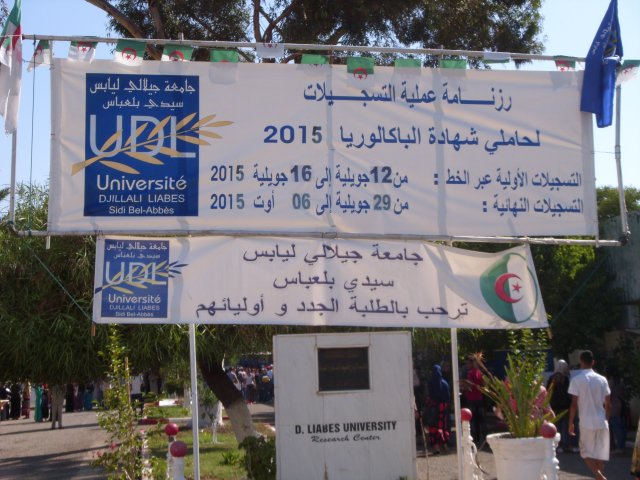 جامعة جيلالي ليابس
سيدي بلعباس
UDL
Université
DJILLALI LIABES
Sidi Bel-Abbès
رزنامة عملية التسجيلات
لحاملي شهادة الباكالوريا 2015
التسجيلات الأولية عبر الخط : من 12 جويلية إلى 16 جويلية 2015
التسجيلات النهائية : من 29 جويلية إلى 06 أوت 2015
جامعة جيلالي ليابس
سيدي بلعباس
UDL
Université
DJILLALI LIABES
Sidi Bel-Abbès
جامعة جيلالي ليابس
سيدي بلعباس
ترحب بالطلبة الجدد و أوليائهم
D. LIABES UNIVERSITY
Research Center